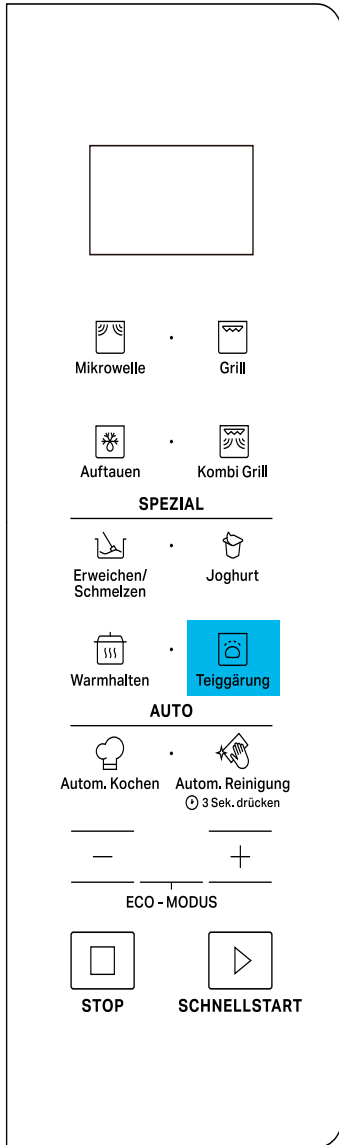 Mikrowelle
Grill
Auftauen
Kombi Grill
SPEZIAL
Erweichen/
Schmelzen
Joghurt
Warmhalten
Teiggärung
AUTO
Autom. Kochen
Autom. Reinigung
3 Sek. drücken
ECO - MODUS
STOP
SCHNELLSTART